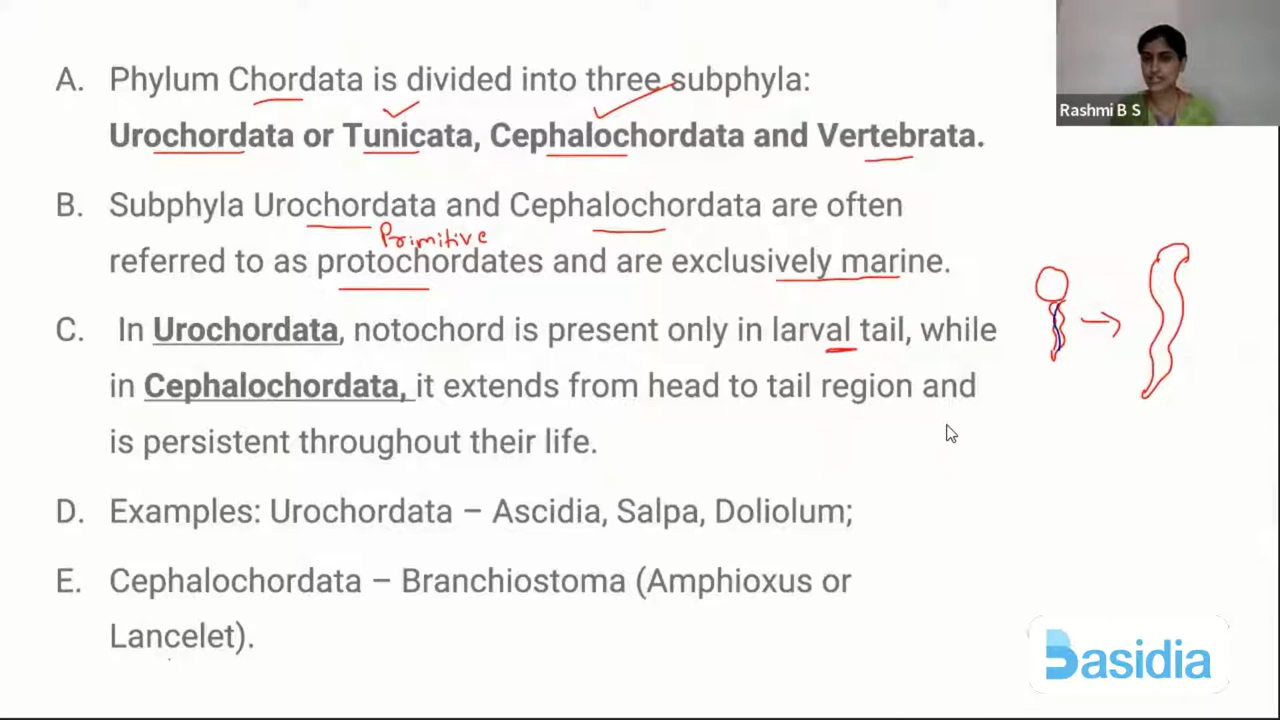 A. Phylum Chordata is divided into three subphyla:
Urochordata or Tunicata, Cephalochordata and Vertebrata.
B. Subphyla Urochordata and Cephalochordata are often
Primitive
referred to as protochordates and are exclusively marine.
C. In Urochordata, notochord is present only in larval tail, while
in Cephalochordata, it extends from head to tail region and
is persistent throughout their life.
D. Examples: Urochordata – Ascidia, Salpa, Doliolum;
E. Cephalochordata – Branchiostoma (Amphioxus or
Lancelet).
Rashmi B S
Basidia